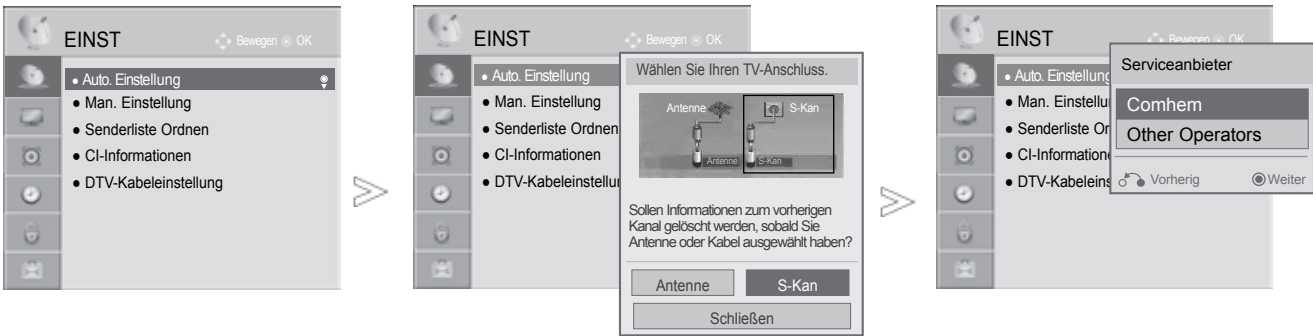 EINST
Bewegen OK
● Auto. Einstellung
● Man. Einstellung
● Senderliste Ordnen
● CI-Informationen
● DTV-Kabeleinstellung
EINST
Bewegen OK
● Auto. Einstellung
● Man. Einstellung
● Senderliste Ordnen
● CI-Informationen
● DTV-Kabeleinstellu
Wählen Sie Ihren TV-Anschluss.
Antenne S-Kan
Antenne S-Kan
Sollen Informationen zum vorherigen
Kanal gelöscht werden, sobald Sie
Antenne oder Kabel ausgewählt haben?
Antenne S-Kan
Schließen
EINST
Bewegen OK
● Auto. Einstellung
● Man. Einstellu
● Senderliste Or
● CI-Informatione
● DTV-Kabeleins
Serviceanbieter
Comhem
Other Operators
Vorherig Weiter